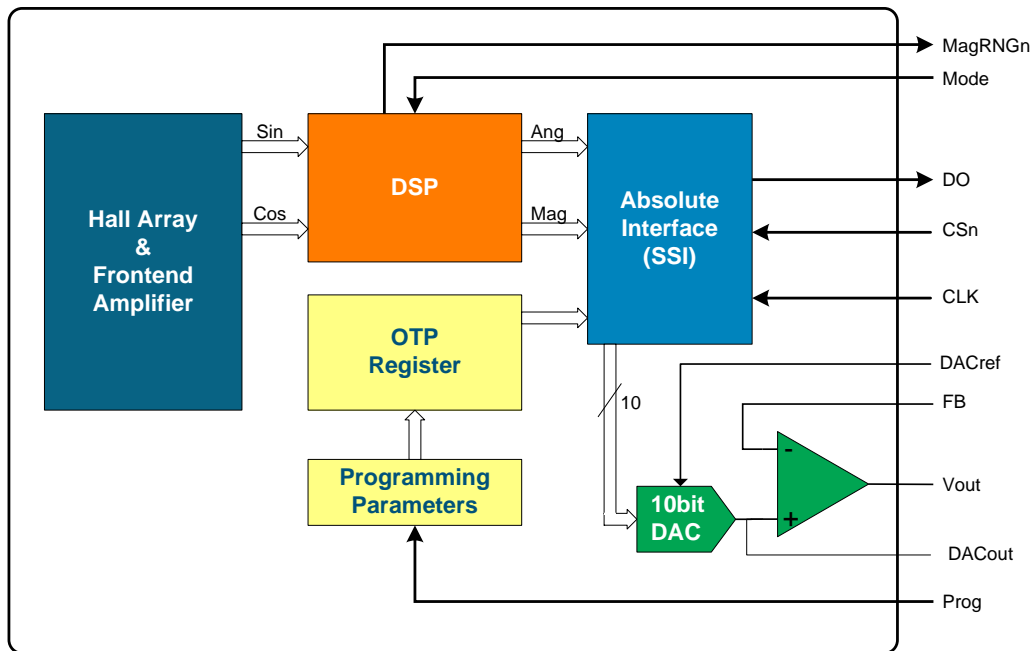 MagRNGn
Mode
Sin
Cos
Hall Array
&
Frontend
Amplifier
DSP
Ang
Mag
Absolute
Interface
(SSI)
DO
CSn
CLK
OTP
Register
10
DACref
FB
-
+
Vout
Programming
Parameters
10bit
DAC
DACout
Prog